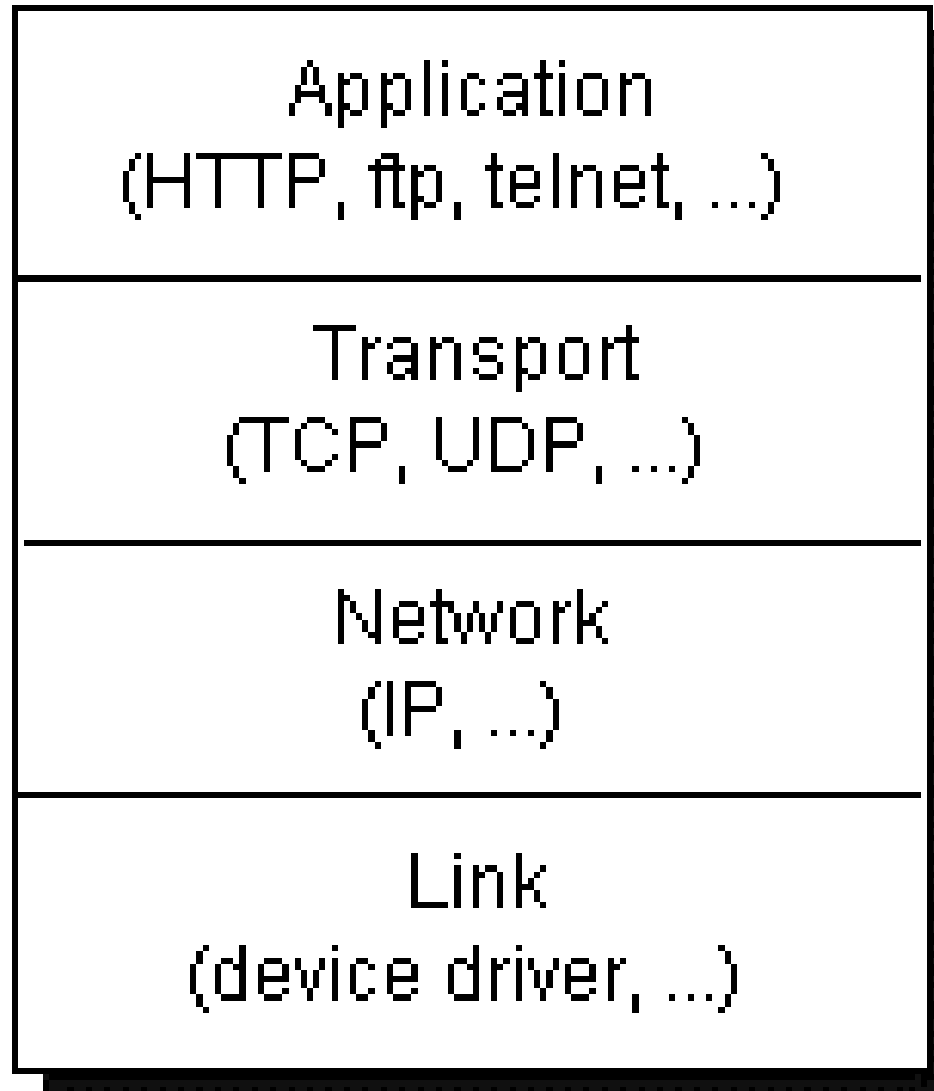 Application
(HTTP, ftp, telnet, ...)
Transport
(TCP, UDP, ...)
Network
(IP, ...)
Link
(device driver, ...)